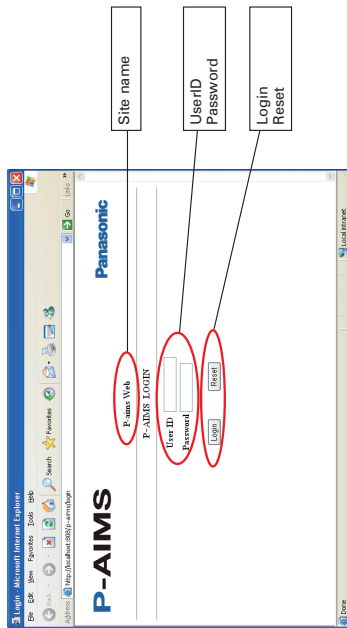 Login - Microsoft Internet Explorer
File Edit View Favorites Tools Help
Back Search Favorites
Address http://localhost:808/p-aims/login Go Links »
P-AIMS Panasonic
P-aims Web
P-AIMS LOGIN
User ID
Password
Login Reset
Done Local intranet
Site name
UserID
Password
Login
Reset